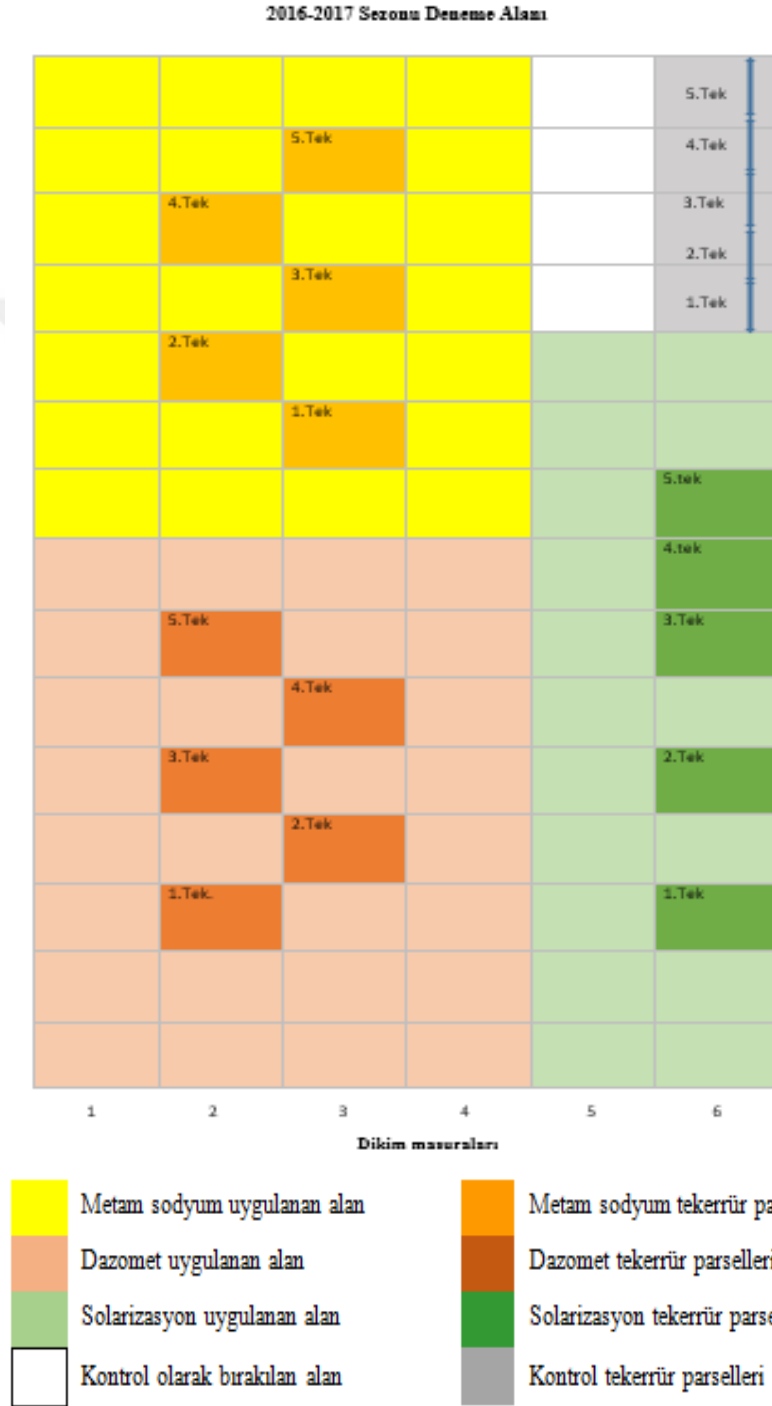 2016-2017 Sezonu Deneme Alanı
5.Tek
5.Tek
4.Tek
4.Tek
3.Tek
2.Tek
3.Tek
1.Tek
2.Tek
1.Tek
5.tek
4.tek
5.Tek
3.Tek
4.Tek
3.Tek
2.Tek
2.Tek
1.Tek.
1.Tek
1 2 3 4 5 6
Dikim masuraları
Metam sodyum uygulanan alan
Metam sodyum tekerrür pa
Dazomet uygulanan alan
Dazomet tekerrür parselleri
Solarizasyon uygulanan alan
Solarizasyon tekerrür parse
Kontrol olarak bırakılan alan
Kontrol tekerrür parselleri